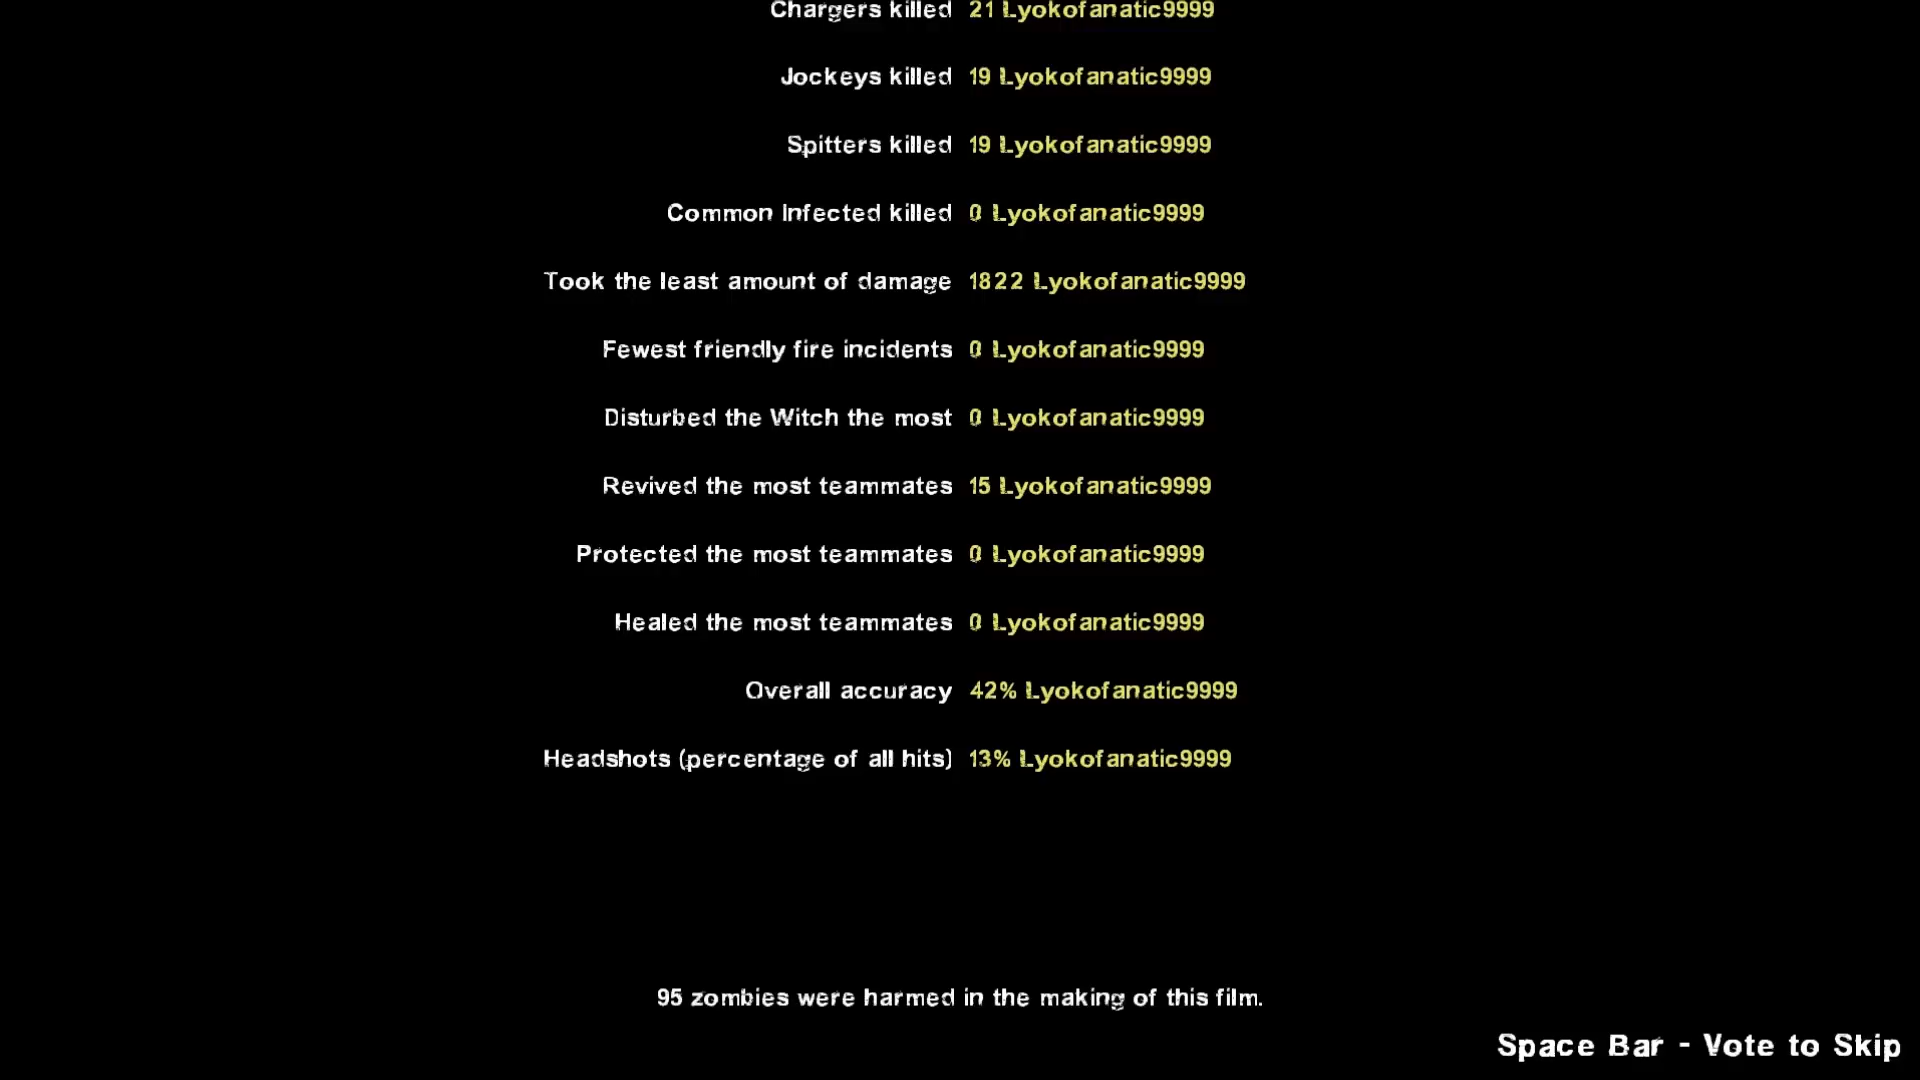 Chargers killed 21 Lyokofanatic9999
Jockeys killed 19 Lyokofanatic9999
Spitters killed 19 Lyokofanatic9999
Common Infected killed 0 Lyokofanatic9999
Took the least amount of damage 1822 Lyokofanatic9999
Fewest friendly fire incidents 0 Lyokofanatic9999
Disturbed the Witch the most 0 Lyokofanatic9999
Revived the most teammates 15 Lyokofanatic9999
Protected the most teammates 0 Lyokofanatic9999
Healed the most teammates 0 Lyokofanatic9999
Overall accuracy 42% Lyokofanatic9999
Headshots (percentage of all hits) 13% Lyokofanatic9999
95 zombies were harmed in the making of this film.
Space Bar - Vote to Skip